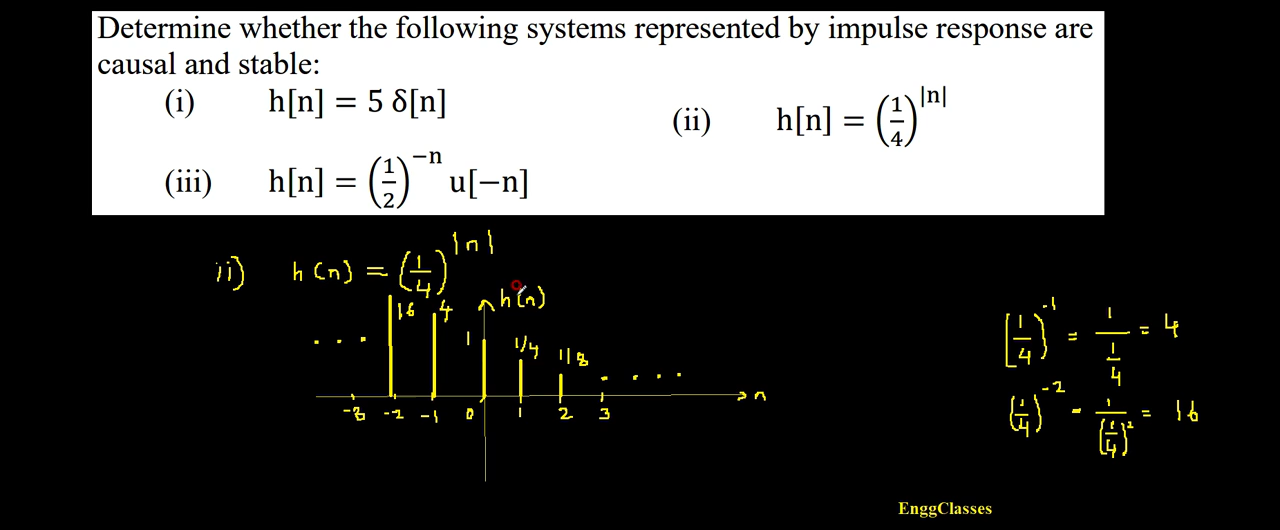 Determine whether the following systems represented by impulse response are
causal and stable:
(i) h[n] = 5 δ[n]
(ii) h[n] = (1/4)^|n|
(iii) h[n] = (1/2)^−n u[−n]
ii) h(n) = (1/4)^|n|
h(n)
16 4 1 1/4 1/8
. . . . . . .
-3 -2 -1 0 1 2 3 n
[1/4)^-1 = 1/(1/4) = 4
(1/4)^-2 = 1/(1/4)^2 = 16
EnggClasses